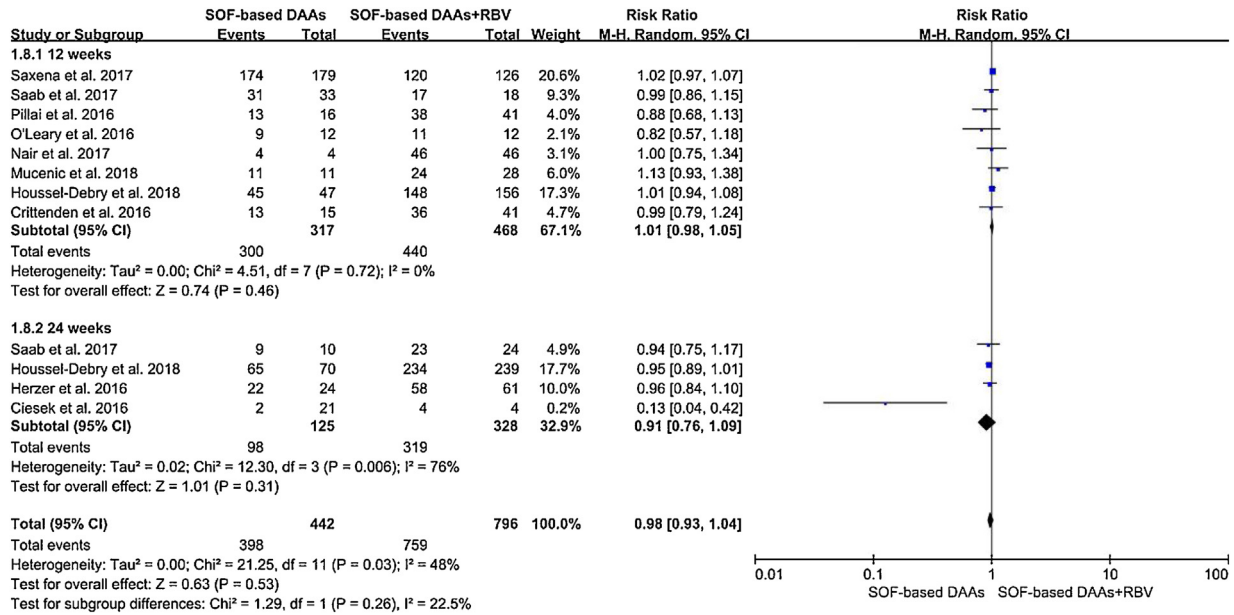 SOF-based DAAs SOF-based DAAs+RBV Risk Ratio Risk Ratio
Study or Subgroup Events Total Events Total Weight M-H. Random. 95% CI M-H. Random. 95% CI
1.8.1 12 weeks
Saxena et al. 2017 174 179 120 126 20.6% 1.02 [0.97, 1.07]
Saab et al. 2017 31 33 17 18 9.3% 0.99 [0.86, 1.15]
Pillai et al. 2016 13 16 38 41 4.0% 0.88 [0.68, 1.13]
O'Leary et al. 2016 9 12 11 12 2.1% 0.82 [0.57, 1.18]
Nair et al. 2017 4 4 46 46 3.1% 1.00 [0.75, 1.34]
Mucenic et al. 2018 11 11 24 28 6.0% 1.13 [0.93, 1.38]
Houssel-Debry et al. 2018 45 47 148 156 17.3% 1.01 [0.94, 1.08]
Crittenden et al. 2016 13 15 36 41 4.7% 0.99 [0.79, 1.24]
Subtotal (95% CI) 317 468 67.1% 1.01 [0.98, 1.05]
Total events 300 440
Heterogeneity: Tau² = 0.00; Chi² = 4.51, df = 7 (P = 0.72); I² = 0%
Test for overall effect: Z = 0.74 (P = 0.46)
1.8.2 24 weeks
Saab et al. 2017 9 10 23 24 4.9% 0.94 [0.75, 1.17]
Houssel-Debry et al. 2018 65 70 234 239 17.7% 0.95 [0.89, 1.01]
Herzer et al. 2016 22 24 58 61 10.0% 0.96 [0.84, 1.10]
Ciesek et al. 2016 2 21 4 4 0.2% 0.13 [0.04, 0.42]
Subtotal (95% CI) 125 328 32.9% 0.91 [0.76, 1.09]
Total events 98 319
Heterogeneity: Tau² = 0.02; Chi² = 12.30, df = 3 (P = 0.006); I² = 76%
Test for overall effect: Z = 1.01 (P = 0.31)
Total (95% CI) 442 796 100.0% 0.98 [0.93, 1.04]
Total events 398 759
Heterogeneity: Tau² = 0.00; Chi² = 21.25, df = 11 (P = 0.03); I² = 48%
Test for overall effect: Z = 0.63 (P = 0.53)
Test for subgroup differences: Chi² = 1.29, df = 1 (P = 0.26), I² = 22.5%
0.01 0.1 1 10 100
SOF-based DAAs SOF-based DAAs+RBV